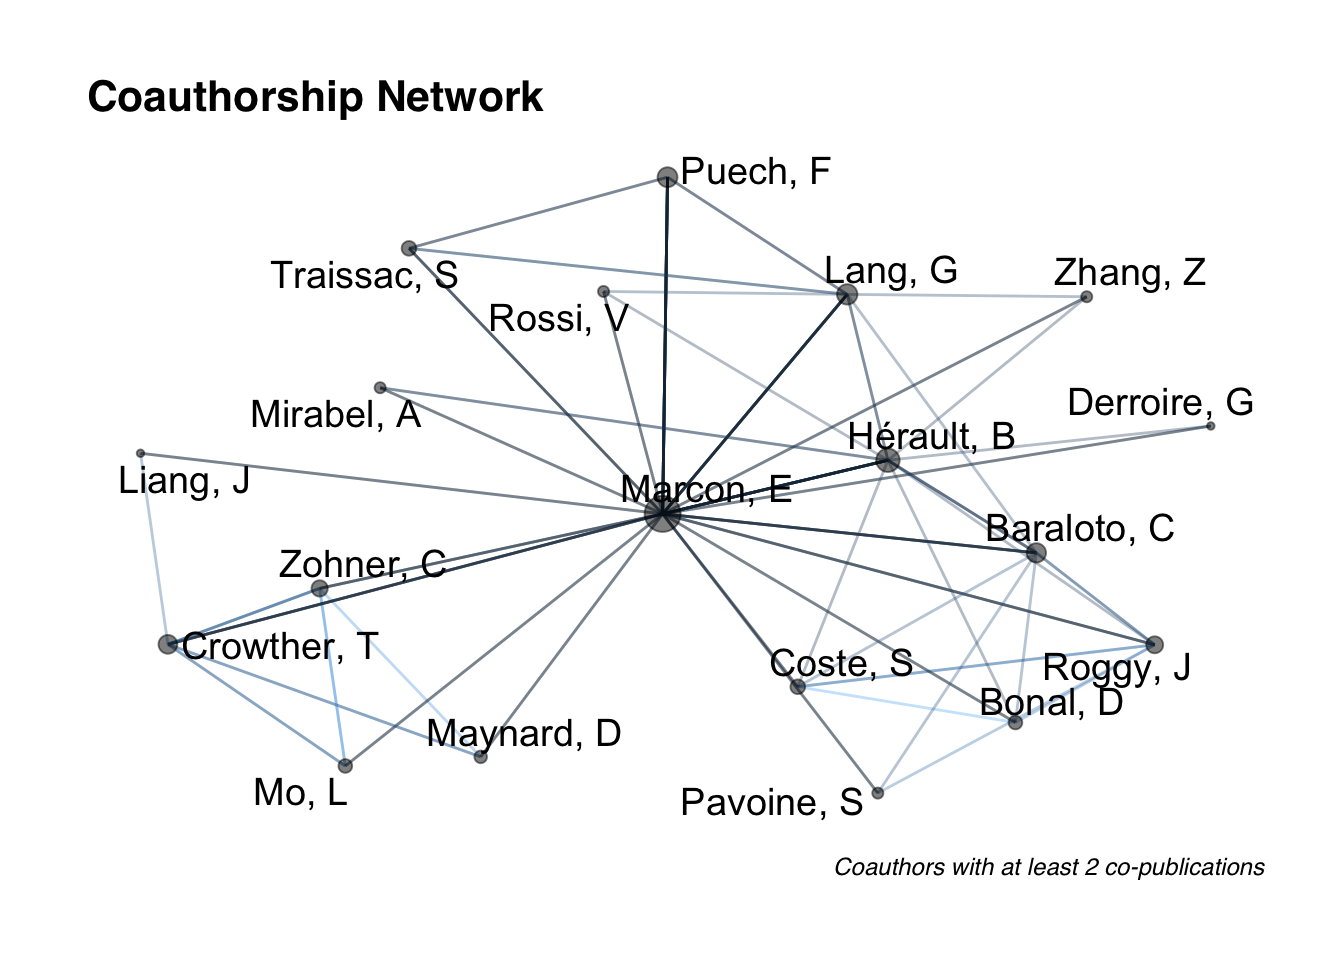 Coauthorship Network
Puech, F
Traissac, S
Lang, G
Zhang, Z
Rossi, V
Mirabel, A
Derroire, G
Hérault, B
Liang, J
Marcon, E
Baraloto, C
Zohner, C
Crowther, T
Coste, S
Roggy, J
Bonal, D
Maynard, D
Mo, L
Pavoine, S
Coauthors with at least 2 co-publications